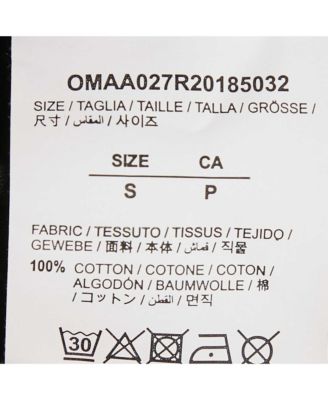 OMAA027R20185032
SIZE / TAGLIA / TAILLE / TALLA / GRÖSSE /
尺寸 / المقاس / 사이즈
SIZE CA
S P
FABRIC / TESSUTO / TISSUS / TEJIDO /
GEWEBE / 面料 / 本体 / قماش / 직물
100% COTTON / COTONE / COTON /
ALGODÓN / BAUMWOLLE / 棉
/ コットン / القطن / 면직
30